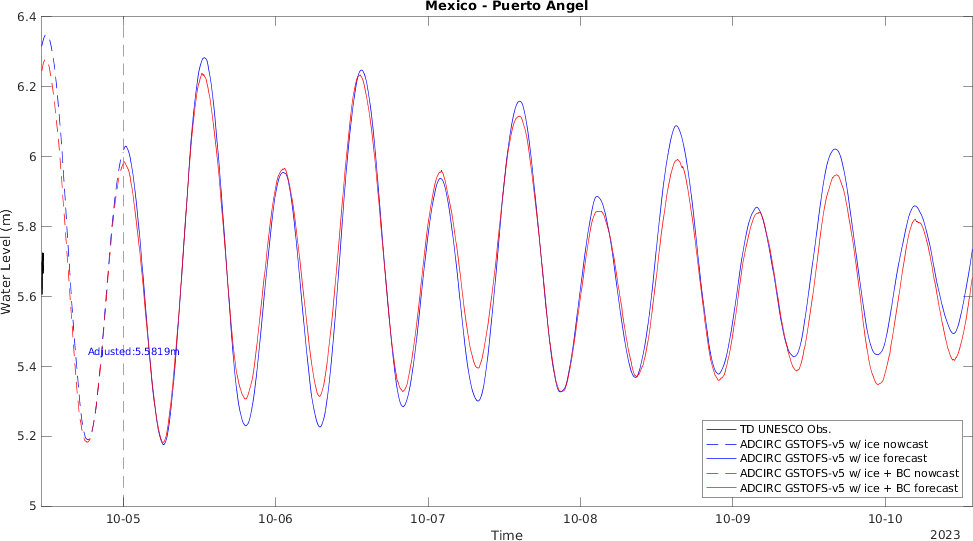 Mexico - Puerto Angel
6.4
6.2
6
5.8
5.6
5.4
5.2
5
Water Level (m)
Adjusted:5.5819m
TD UNESCO Obs.
ADCIRC GSTOFS-v5 w/ ice nowcast
ADCIRC GSTOFS-v5 w/ ice forecast
ADCIRC GSTOFS-v5 w/ ice + BC nowcast
ADCIRC GSTOFS-v5 w/ ice + BC forecast
10-05
10-06
10-07
10-08
10-09
10-10
Time
2023